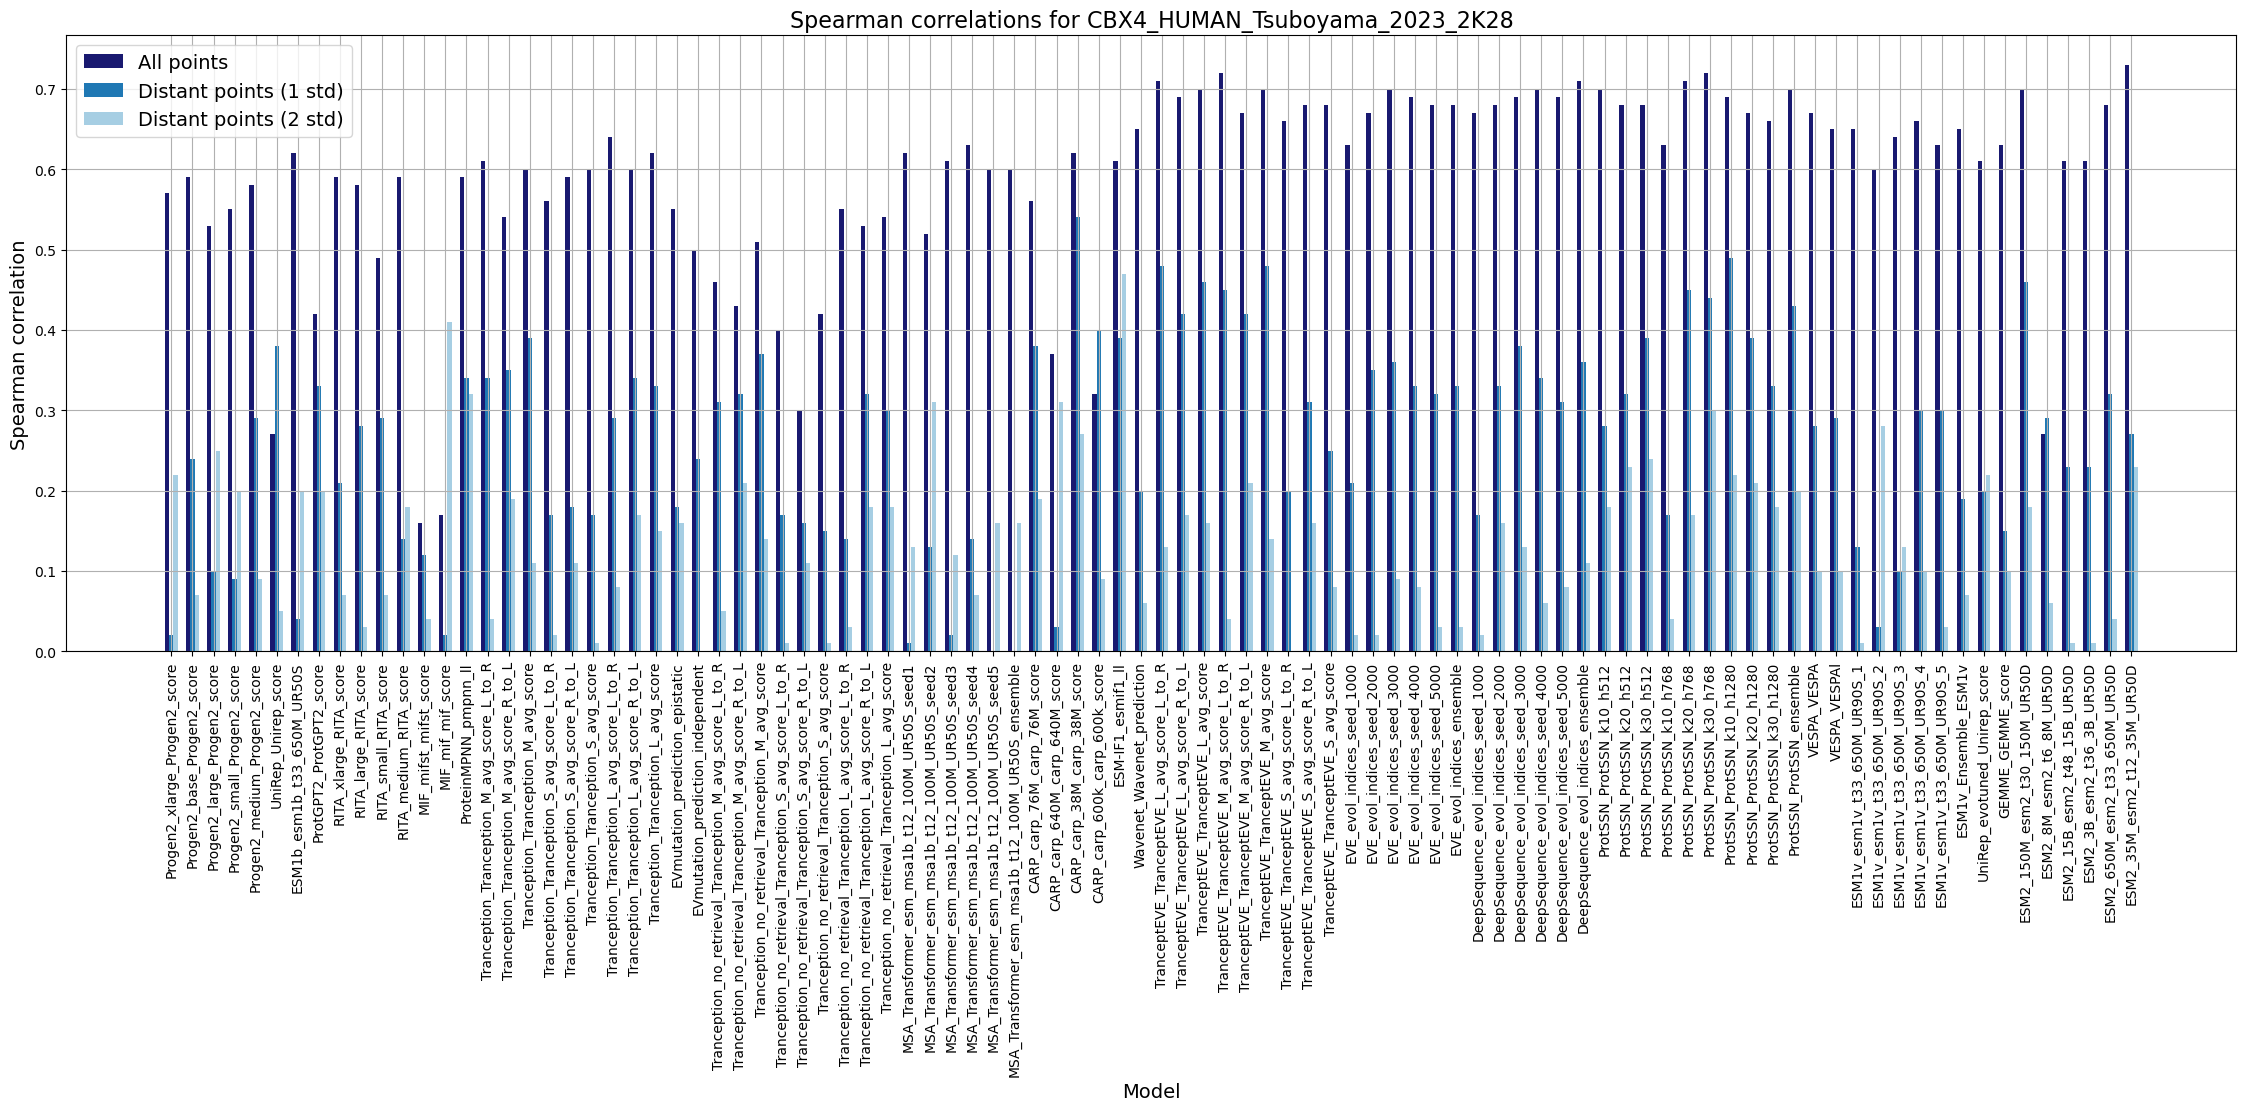 Spearman correlations for CBX4_HUMAN_Tsuboyama_2023_2K28
All points
Distant points (1 std)
Distant points (2 std)
Spearman correlation
0.7
0.6
0.5
0.4
0.3
0.2
0.1
0.0
Progen2_xlarge_Progen2_score
Progen2_base_Progen2_score
Progen2_large_Progen2_score
Progen2_small_Progen2_score
Progen2_medium_Progen2_score
UniRep_Unirep_score
ESM1b_esm1b_t33_650M_UR50S
ProtGPT2_ProtGPT2_score
RITA_xlarge_RITA_score
RITA_large_RITA_score
RITA_small_RITA_score
RITA_medium_RITA_score
MIF_mifst_mifst_score
MIF_mif_mif_score
ProteinMPNN_pmpnn_ll
Tranception_Tranception_M_avg_score_L_to_R
Tranception_Tranception_M_avg_score_R_to_L
Tranception_Tranception_M_avg_score
Tranception_Tranception_S_avg_score_L_to_R
Tranception_Tranception_S_avg_score_R_to_L
Tranception_Tranception_S_avg_score
Tranception_Tranception_L_avg_score_L_to_R
Tranception_Tranception_L_avg_score_R_to_L
Tranception_Tranception_L_avg_score
EVmutation_prediction_epistatic
EVmutation_prediction_independent
Tranception_no_retrieval_Tranception_M_avg_score_L_to_R
Tranception_no_retrieval_Tranception_M_avg_score_R_to_L
Tranception_no_retrieval_Tranception_M_avg_score
Tranception_no_retrieval_Tranception_S_avg_score_L_to_R
Tranception_no_retrieval_Tranception_S_avg_score_R_to_L
Tranception_no_retrieval_Tranception_S_avg_score
Tranception_no_retrieval_Tranception_L_avg_score_L_to_R
Tranception_no_retrieval_Tranception_L_avg_score_R_to_L
Tranception_no_retrieval_Tranception_L_avg_score
MSA_Transformer_esm_msa1b_t12_100M_UR50S_seed1
MSA_Transformer_esm_msa1b_t12_100M_UR50S_seed2
MSA_Transformer_esm_msa1b_t12_100M_UR50S_seed3
MSA_Transformer_esm_msa1b_t12_100M_UR50S_seed4
MSA_Transformer_esm_msa1b_t12_100M_UR50S_seed5
MSA_Transformer_esm_msa1b_t12_100M_UR50S_ensemble
CARP_carp_76M_carp_76M_score
CARP_carp_640M_carp_640M_score
CARP_carp_38M_carp_38M_score
CARP_carp_600k_carp_600k_score
ESM-IF1_esmif1_ll
Wavenet_Wavenet_prediction
TranceptEVE_TranceptEVE_L_avg_score_L_to_R
TranceptEVE_TranceptEVE_L_avg_score_R_to_L
TranceptEVE_TranceptEVE_L_avg_score
TranceptEVE_TranceptEVE_M_avg_score_L_to_R
TranceptEVE_TranceptEVE_M_avg_score_R_to_L
TranceptEVE_TranceptEVE_M_avg_score
TranceptEVE_TranceptEVE_S_avg_score_L_to_R
TranceptEVE_TranceptEVE_S_avg_score_R_to_L
TranceptEVE_TranceptEVE_S_avg_score
EVE_evol_indices_seed_1000
EVE_evol_indices_seed_2000
EVE_evol_indices_seed_3000
EVE_evol_indices_seed_4000
EVE_evol_indices_seed_5000
EVE_evol_indices_ensemble
DeepSequence_evol_indices_seed_1000
DeepSequence_evol_indices_seed_2000
DeepSequence_evol_indices_seed_3000
DeepSequence_evol_indices_seed_4000
DeepSequence_evol_indices_seed_5000
DeepSequence_evol_indices_ensemble
ProtSSN_ProtSSN_k10_h512
ProtSSN_ProtSSN_k20_h512
ProtSSN_ProtSSN_k30_h512
ProtSSN_ProtSSN_k10_h768
ProtSSN_ProtSSN_k20_h768
ProtSSN_ProtSSN_k30_h768
ProtSSN_ProtSSN_k10_h1280
ProtSSN_ProtSSN_k20_h1280
ProtSSN_ProtSSN_k30_h1280
ProtSSN_ProtSSN_ensemble
VESPA_VESPA
VESPA_VESPAl
ESM1v_esm1v_t33_650M_UR90S_1
ESM1v_esm1v_t33_650M_UR90S_2
ESM1v_esm1v_t33_650M_UR90S_3
ESM1v_esm1v_t33_650M_UR90S_4
ESM1v_esm1v_t33_650M_UR90S_5
ESM1v_Ensemble_ESM1v
UniRep_evotuned_Unirep_score
GEMME_GEMME_score
ESM2_150M_esm2_t30_150M_UR50D
ESM2_8M_esm2_t6_8M_UR50D
ESM2_15B_esm2_t48_15B_UR50D
ESM2_3B_esm2_t36_3B_UR50D
ESM2_650M_esm2_t33_650M_UR50D
ESM2_35M_esm2_t12_35M_UR50D
Model